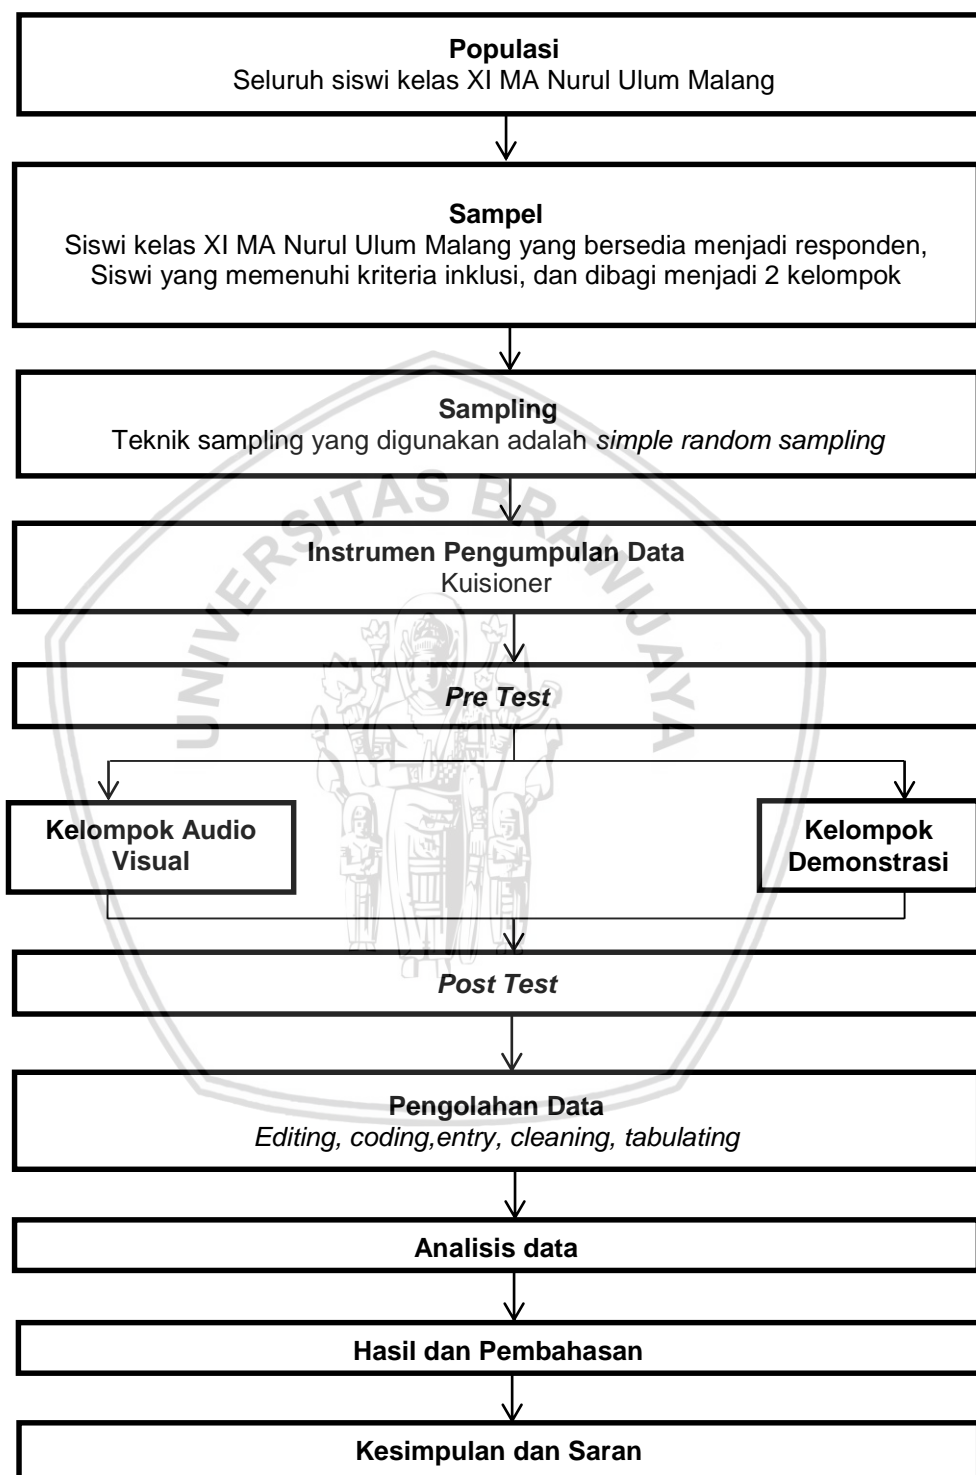 Populasi
Seluruh siswi kelas XI MA Nurul Ulum Malang
Sampel
Siswi kelas XI MA Nurul Ulum Malang yang bersedia menjadi responden,
Siswi yang memenuhi kriteria inklusi, dan dibagi menjadi 2 kelompok
Sampling
Teknik sampling yang digunakan adalah simple random sampling
UNIVERSITAS BRAWIJAYA
Instrumen Pengumpulan Data
Kuisioner
Pre Test
Kelompok Audio
Visual
Kelompok
Demonstrasi
Post Test
Pengolahan Data
Editing, coding,entry, cleaning, tabulating
Analisis data
Hasil dan Pembahasan
Kesimpulan dan Saran